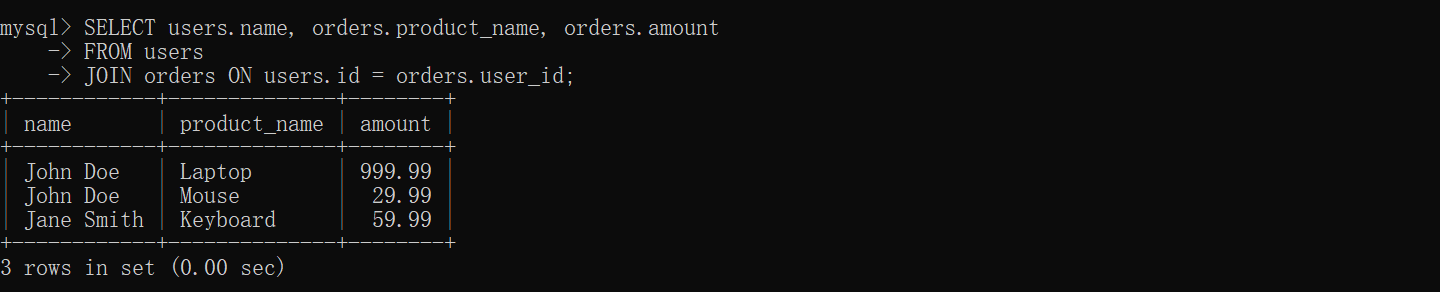 mysql> SELECT users.name, orders.product_name, orders.amount
    -> FROM users
    -> JOIN orders ON users.id = orders.user_id;
+------------+--------------+--------+
| name       | product_name | amount |
+------------+--------------+--------+
| John Doe   | Laptop       | 999.99 |
| John Doe   | Mouse        |  29.99 |
| Jane Smith | Keyboard     |  59.99 |
+------------+--------------+--------+
3 rows in set (0.00 sec)